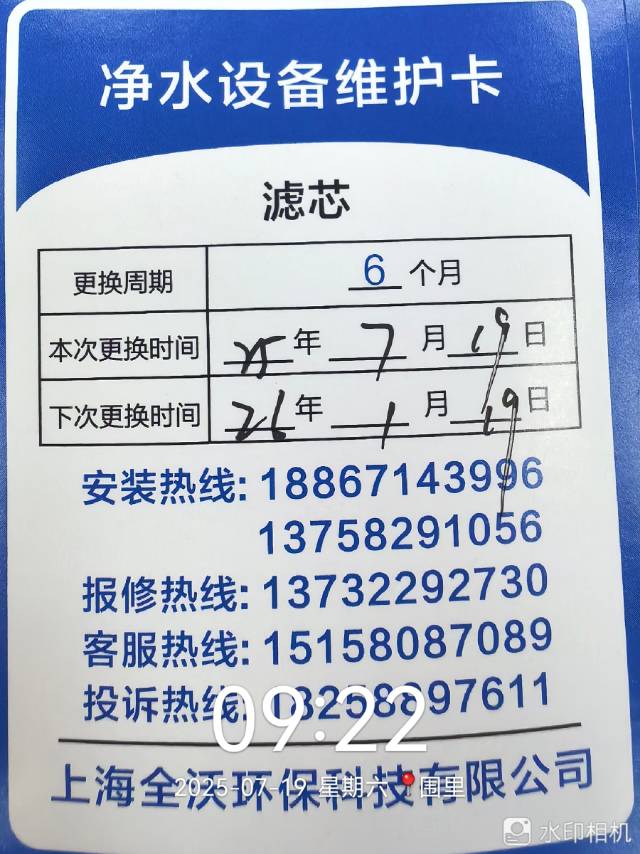 净水设备维护卡
滤芯
更换周期 6 个月
本次更换时间 25 年 7 月 19 日
下次更换时间 26 年 1 月 19 日
安装热线: 18867143996
13758291056
报修热线: 13732292730
客服热线: 15158087089
投诉热线: 18258897611
09:22
上海全沃环保科技有限公司
2025-07-19 星期六 📍围里
水印相机